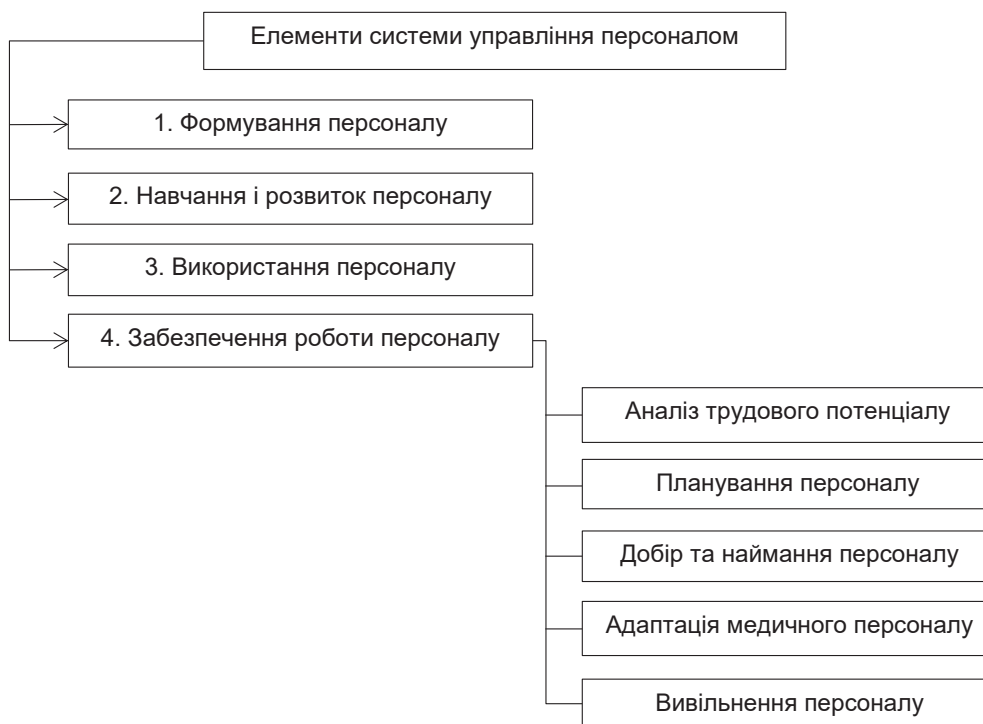 Елементи системи управління персоналом
1. Формування персоналу
2. Навчання і розвиток персоналу
3. Використання персоналу
4. Забезпечення роботи персоналу
Аналіз трудового потенціалу
Планування персоналу
Добір та наймання персоналу
Адаптація медичного персоналу
Вивільнення персоналу